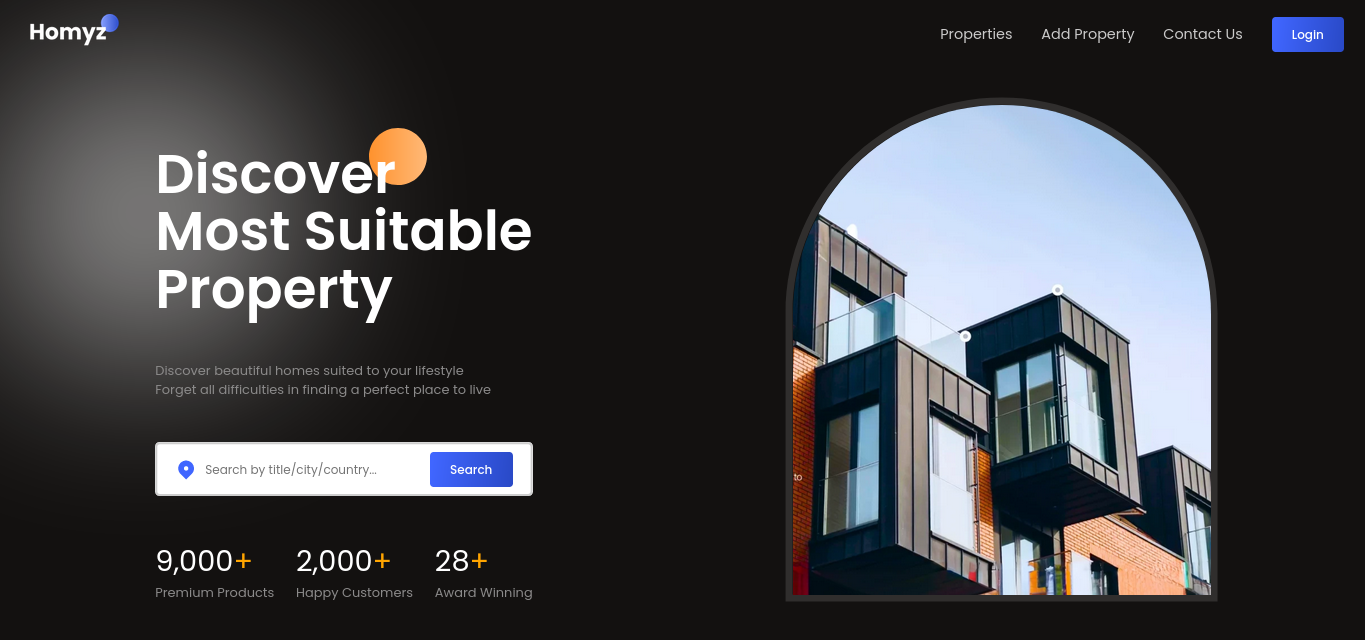 Homyz
Properties
Add Property
Contact Us
Login
Discover
Most Suitable
Property
Discover beautiful homes suited to your lifestyle
Forget all difficulties in finding a perfect place to live
Search by title/city/country...
Search
9,000+
2,000+
28+
Premium Products
Happy Customers
Award Winning
to